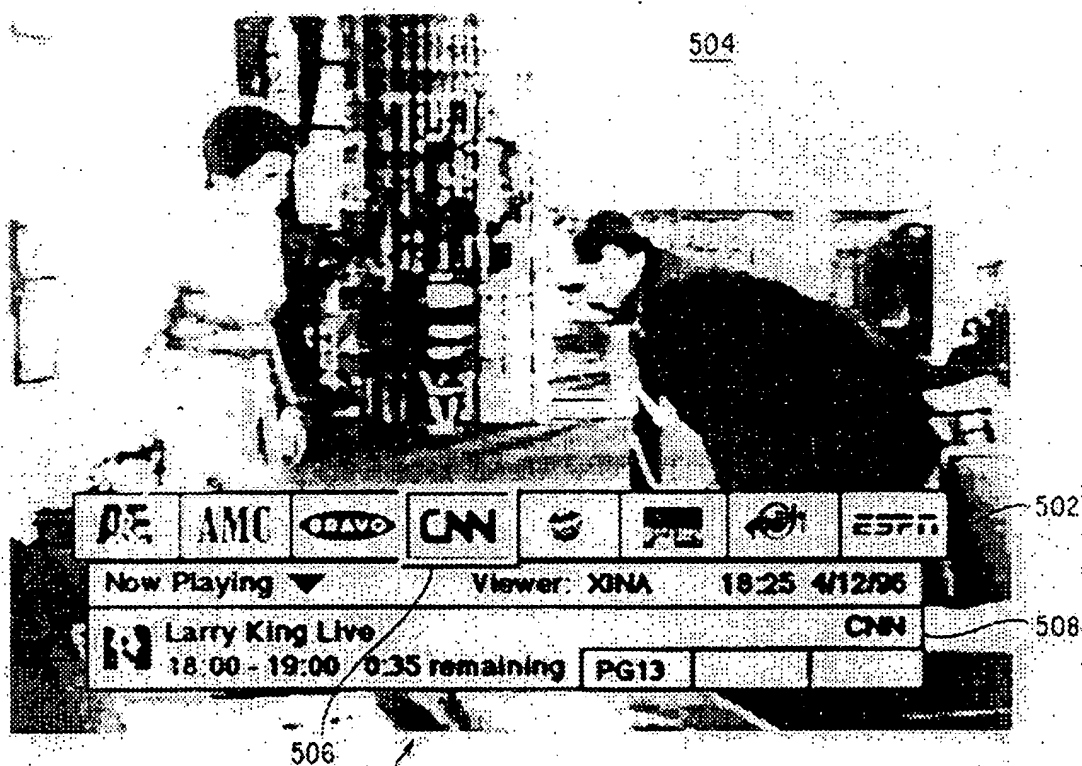 504
A&E AMC BRAVO CNN ESPN
502
Now Playing Viewer: XINA 18:25 4/12/96
Larry King Live CNN
508
18:00 - 19:00 0:35 remaining PG13
506